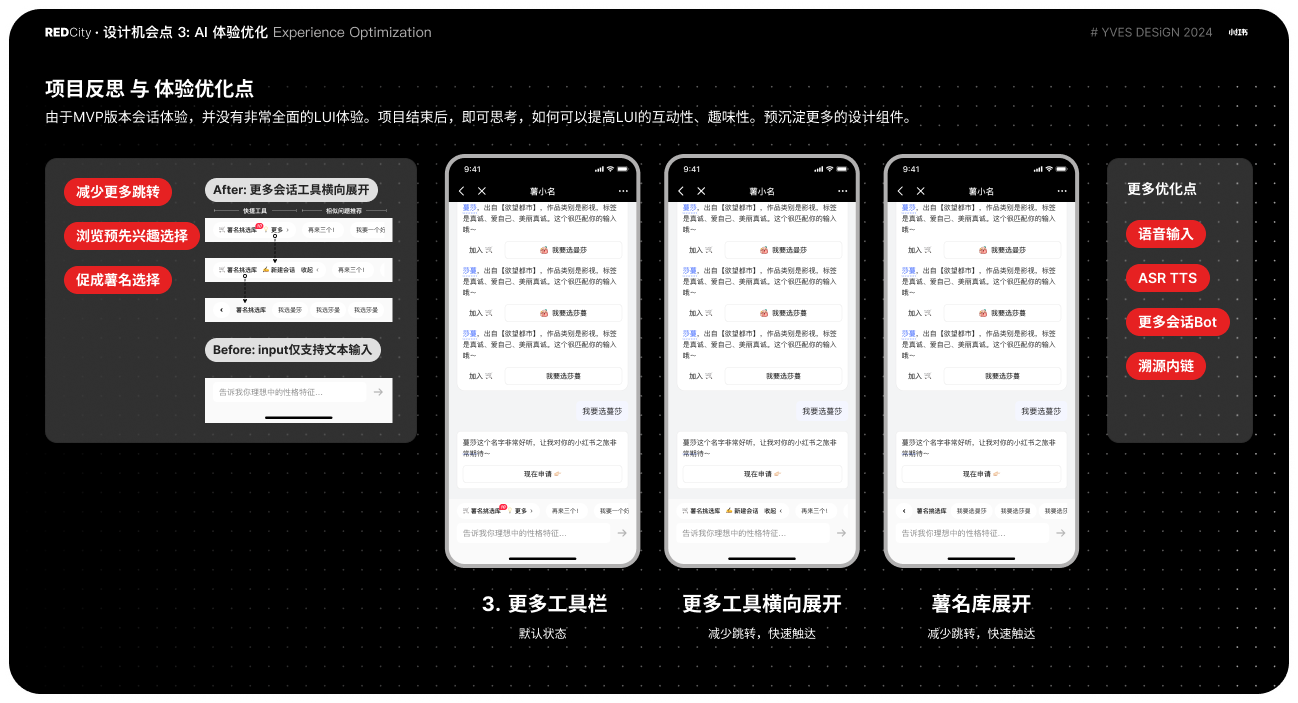 REDCity · 设计机会点 3: AI 体验优化 Experience Optimization
# YVES DESiGN 2024
小红书
项目反思 与 体验优化点
由于MVP版本会话体验，并没有非常全面的LUI体验。项目结束后，即可思考，如何可以提高LUI的互动性、趣味性。预沉淀更多的设计组件。
减少更多跳转
浏览预先兴趣选择
促成薯名选择
After: 更多会话工具横向展开
快捷工具
相似问题推荐
薯名挑选库 更多 › 再来三个! 我要一个好
薯名挑选库 新建会话 收起 ‹ 再来三个!
‹ 薯名挑选库 我选蔓莎 我选莎蔓 我选莎曼
Before: input仅支持文本输入
告诉我你理想中的性格特征... →
9:41
薯小名
蔓莎，出自【欲望都市】，作品类别是影视。标签
是真诚、爱自己、美丽真诚。这个很匹配你的输入
哦～
加入 我要选蔓莎
莎曼，出自【欲望都市】，作品类别是影视。标签
是真诚、爱自己、美丽真诚。这个很匹配你的输入
哦～
加入 我要选莎蔓
莎蔓，出自【欲望都市】，作品类别是影视。标签
是真诚、爱自己、美丽真诚。这个很匹配你的输入
哦～
加入 我要选莎蔓
我要选蔓莎
蔓莎这个名字非常好听，让我对你的小红书之旅非
常期待～
现在申请
薯名挑选库 更多 › 再来三个! 我要一个好
告诉我你理想中的性格特征... →
3. 更多工具栏
默认状态
9:41
薯小名
蔓莎，出自【欲望都市】，作品类别是影视。标签
是真诚、爱自己、美丽真诚。这个很匹配你的输入
哦～
加入 我要选蔓莎
莎曼，出自【欲望都市】，作品类别是影视。标签
是真诚、爱自己、美丽真诚。这个很匹配你的输入
哦～
加入 我要选莎蔓
莎蔓，出自【欲望都市】，作品类别是影视。标签
是真诚、爱自己、美丽真诚。这个很匹配你的输入
哦～
加入 我要选莎蔓
我要选蔓莎
蔓莎这个名字非常好听，让我对你的小红书之旅非
常期待～
现在申请
薯名挑选库 新建会话 收起 ‹ 再来三个!
告诉我你理想中的性格特征... →
更多工具横向展开
减少跳转，快速触达
9:41
薯小名
蔓莎，出自【欲望都市】，作品类别是影视。标签
是真诚、爱自己、美丽真诚。这个很匹配你的输入
哦～
加入 我要选蔓莎
莎曼，出自【欲望都市】，作品类别是影视。标签
是真诚、爱自己、美丽真诚。这个很匹配你的输入
哦～
加入 我要选莎蔓
莎蔓，出自【欲望都市】，作品类别是影视。标签
是真诚、爱自己、美丽真诚。这个很匹配你的输入
哦～
加入 我要选莎蔓
我要选蔓莎
蔓莎这个名字非常好听，让我对你的小红书之旅非
常期待～
现在申请
‹ 薯名挑选库 我要选蔓莎 我要选莎曼 我要选莎
告诉我你理想中的性格特征... →
薯名库展开
减少跳转，快速触达
更多优化点
语音输入
ASR TTS
更多会话Bot
溯源内链